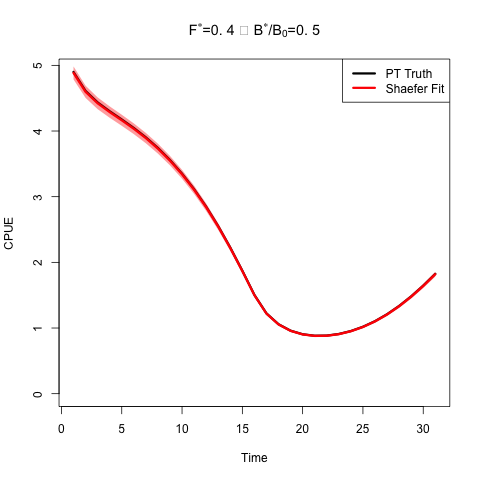 F*=0. 4 □ B*/B₀=0. 5
PT Truth
Shaefer Fit
5
4
3
2
1
0
CPUE
0 5 10 15 20 25 30
Time